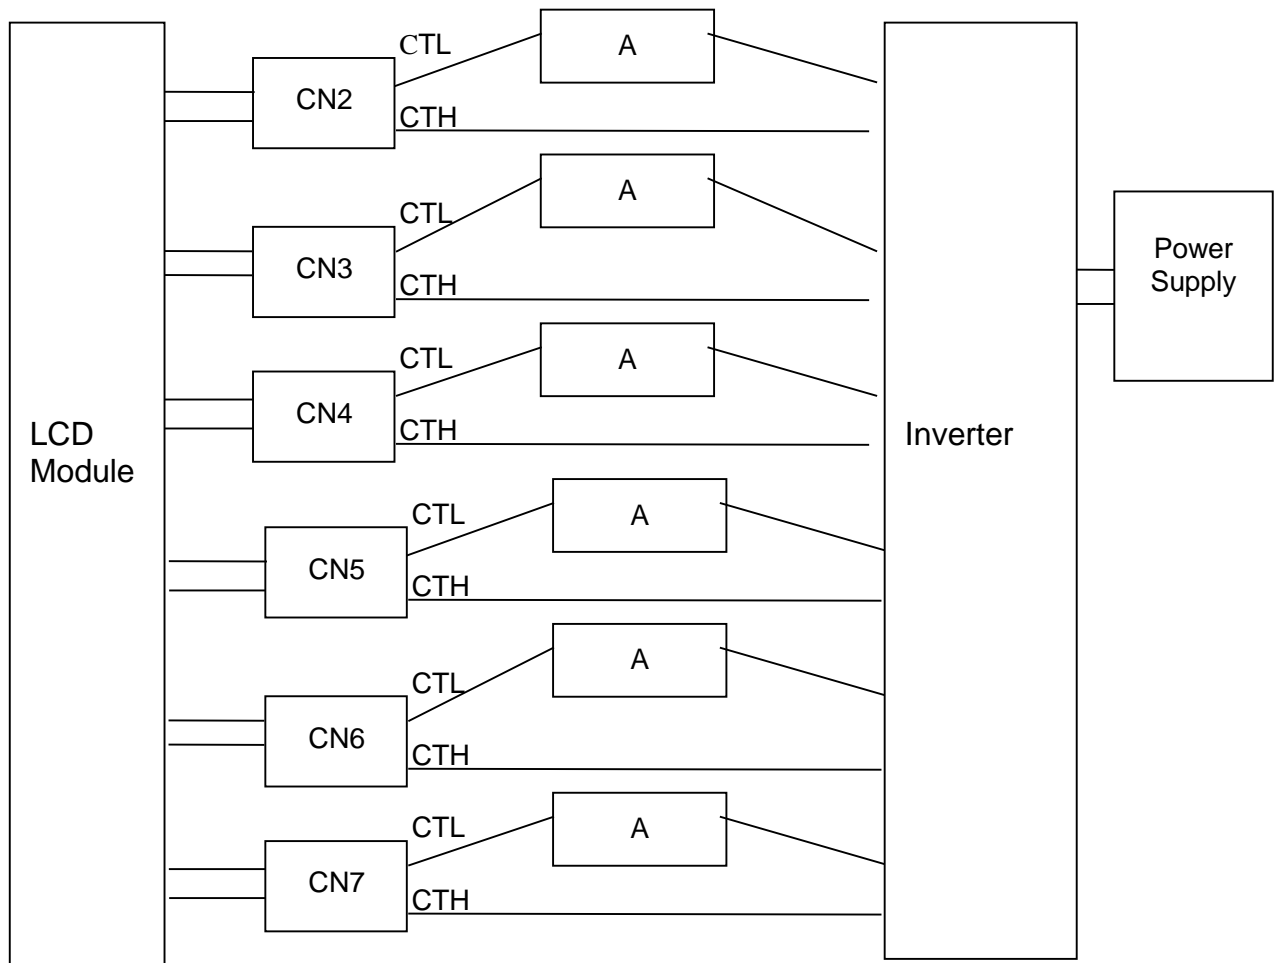 CTL
A
CN2
CTH
A
CTL
CN3
CTH
Power
Supply
CTL
A
CN4
CTH
LCD
Module
Inverter
CTL
A
CN5
CTH
A
CTL
CN6
CTH
CTL
A
CN7
CTH